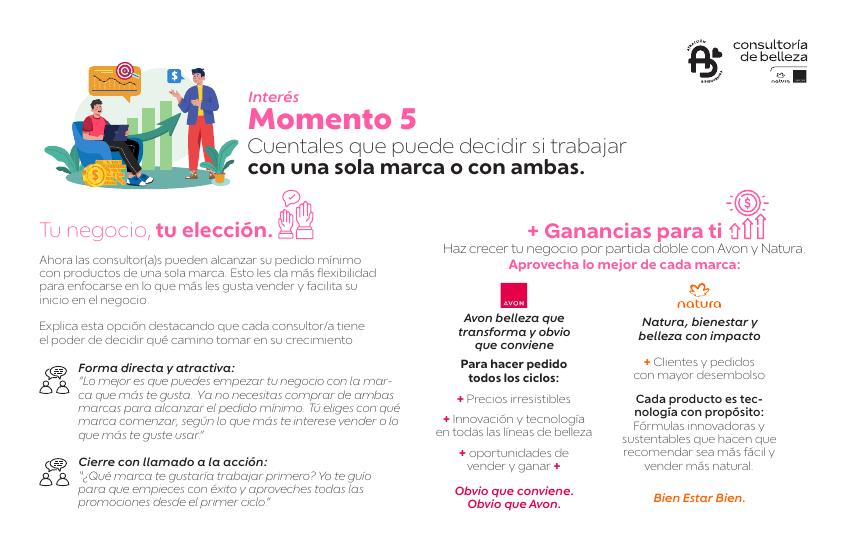 consultoría
de belleza
natura
AVON
Interés
Momento 5
Cuentales que puede decidir si trabajar
con una sola marca o con ambas.
Tu negocio, tu elección.
Ahora las consultor(a)s pueden alcanzar su pedido mínimo
con productos de una sola marca. Esto les da más flexibilidad
para enfocarse en lo que más les gusta vender y facilita su
inicio en el negocio.
Explica esta opción destacando que cada consultor/a tiene
el poder de decidir qué camino tomar en su crecimiento
Forma directa y atractiva:
"Lo mejor es que puedes empezar tu negocio con la mar-
ca que más te gusta. Ya no necesitas comprar de ambas
marcas para alcanzar el pedido mínimo. Tú eliges con qué
marca comenzar, según lo que más te interese vender o lo
que más te guste usar."
Cierre con llamado a la acción:
"¿Qué marca te gustaría trabajar primero? Yo te guío
para que empieces con éxito y aproveches todas las
promociones desde el primer ciclo."
+ Ganancias para ti
Haz crecer tu negocio por partida doble con Avon y Natura.
Aprovecha lo mejor de cada marca:
AVON
Avon belleza que
transforma y obvio
que conviene
Para hacer pedido
todos los ciclos:
+ Precios irresistibles
+ Innovación y tecnología
en todas las líneas de belleza
+ oportunidades de
vender y ganar +
Obvio que conviene.
Obvio que Avon.
natura
Natura, bienestar y
belleza con impacto
+ Clientes y pedidos
con mayor desembolso
Cada producto es tec-
nología con propósito:
Fórmulas innovadoras y
sustentables que hacen que
recomendar sea más fácil y
vender más natural.
Bien Estar Bien.